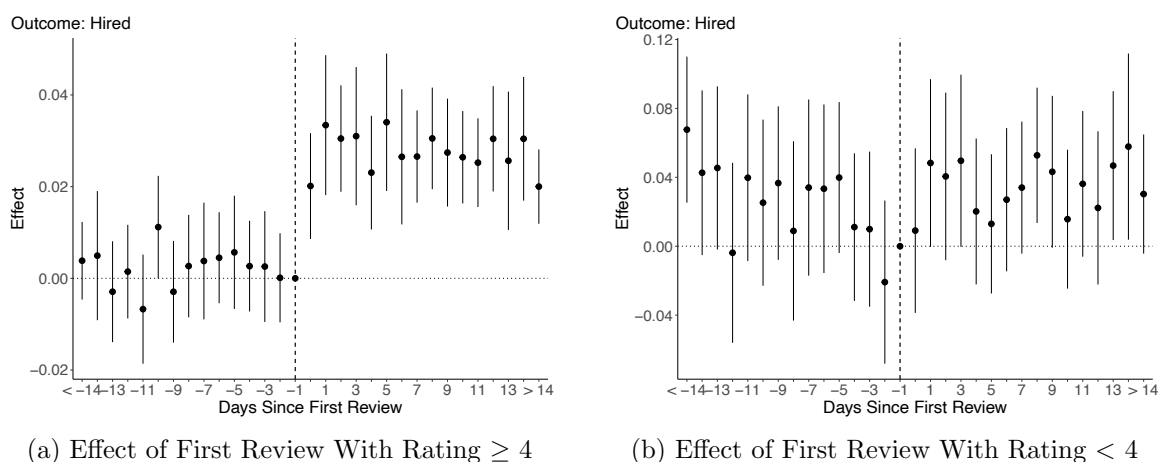 Outcome: Hired
0.04
0.02
0.00
−0.02
Effect
< −14 −13 −11 −9 −7 −5 −3 −1 1 3 5 7 9 11 13 > 14
Days Since First Review
(a) Effect of First Review With Rating ≥ 4
Outcome: Hired
0.12
0.08
0.04
0.00
−0.04
Effect
< −14 −13 −11 −9 −7 −5 −3 −1 1 3 5 7 9 11 13 > 14
Days Since First Review
(b) Effect of First Review With Rating < 4